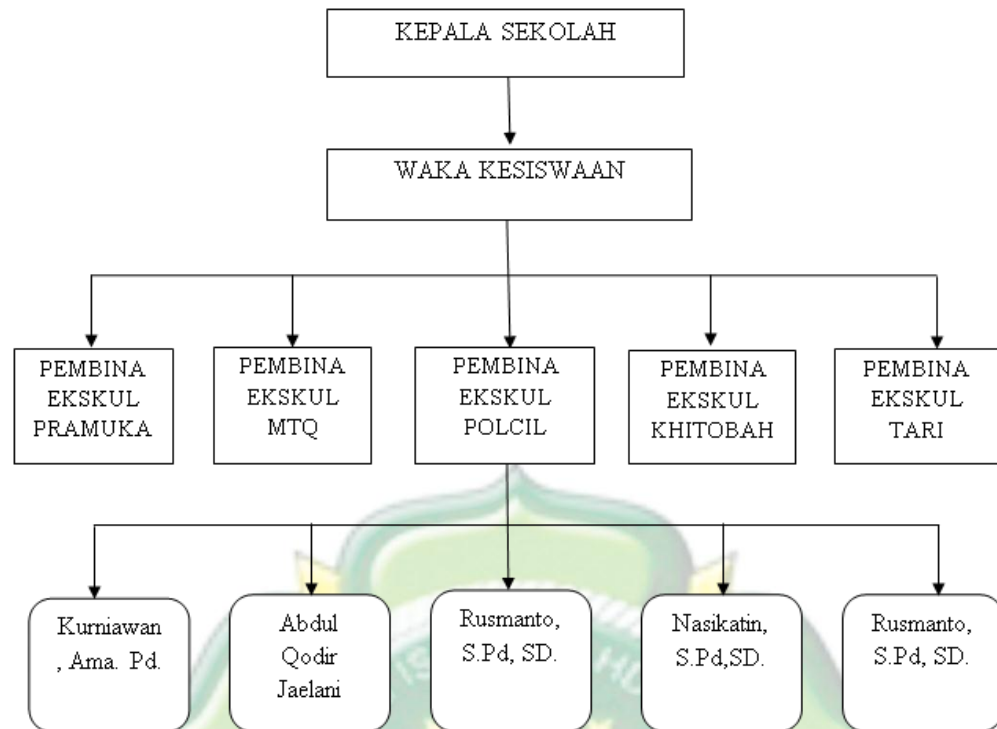 KEPALA SEKOLAH
WAKA KESISWAAN
PEMBINA
EKSKUL
PRAMUKA
PEMBINA
EKSKUL
MTQ
PEMBINA
EKSKUL
POLCIL
PEMBINA
EKSKUL
KHITOBAH
PEMBINA
EKSKUL
TARI
Kurniawan
, Ama. Pd.
Abdul
Qodir
Jaelani
Rusmanto,
S.Pd, SD.
Nasikatin,
S.Pd,SD.
Rusmanto,
S.Pd, SD.